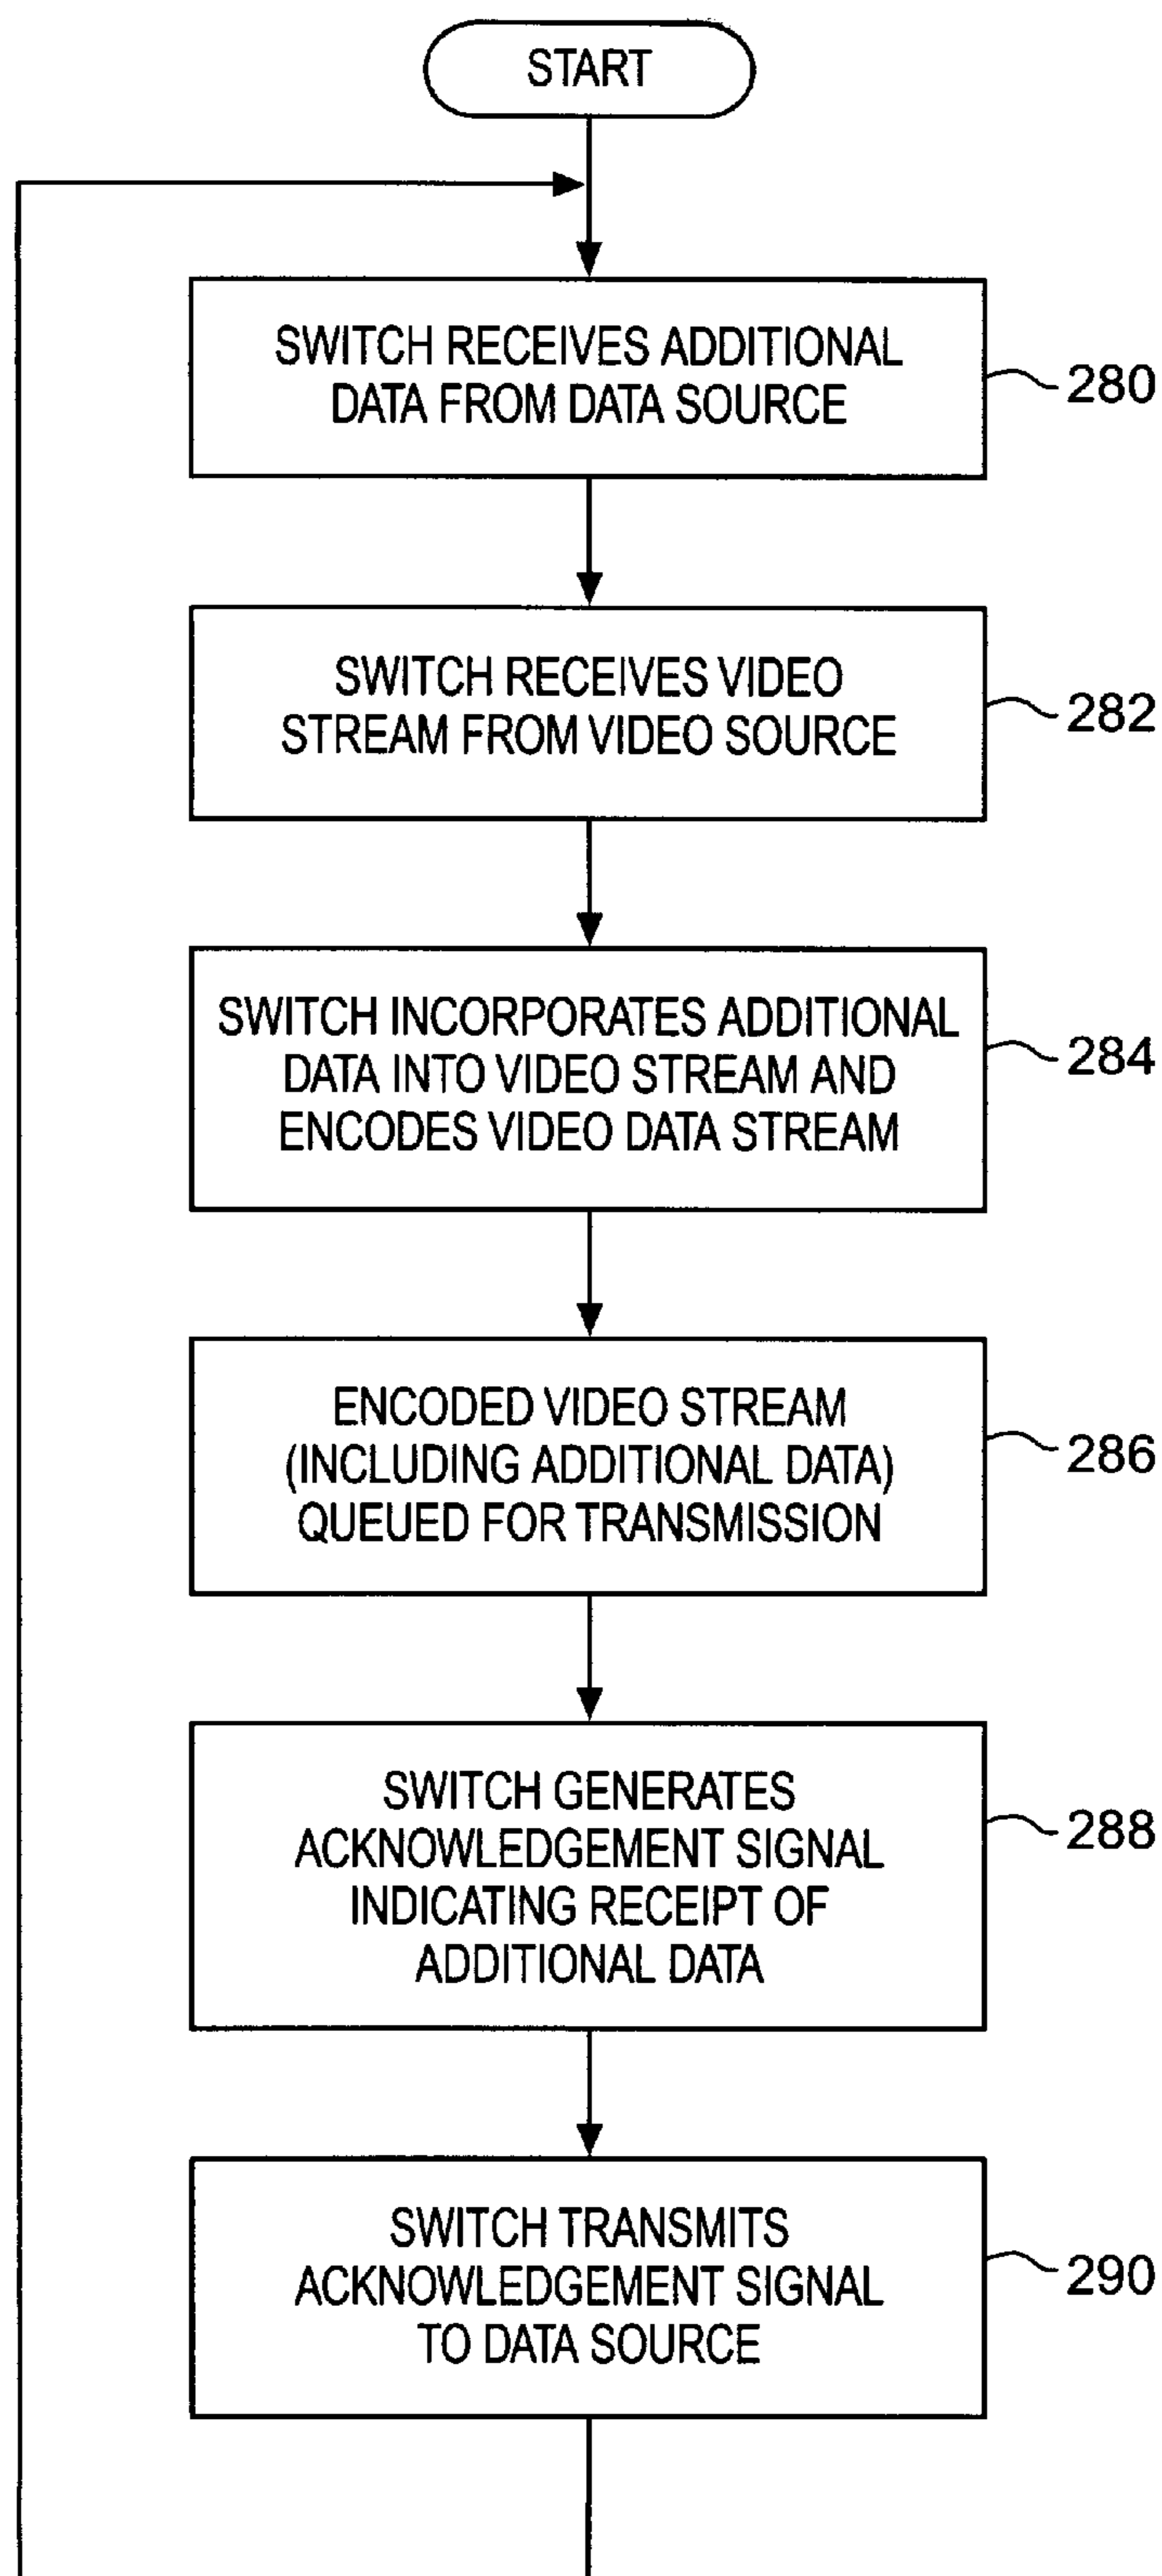 START
SWITCH RECEIVES ADDITIONAL
DATA FROM DATA SOURCE
280
SWITCH RECEIVES VIDEO
STREAM FROM VIDEO SOURCE
282
SWITCH INCORPORATES ADDITIONAL
DATA INTO VIDEO STREAM AND
ENCODES VIDEO DATA STREAM
284
ENCODED VIDEO STREAM
(INCLUDING ADDITIONAL DATA)
QUEUED FOR TRANSMISSION
286
SWITCH GENERATES
ACKNOWLEDGEMENT SIGNAL
INDICATING RECEIPT OF
ADDITIONAL DATA
288
SWITCH TRANSMITS
ACKNOWLEDGEMENT SIGNAL
TO DATA SOURCE
290